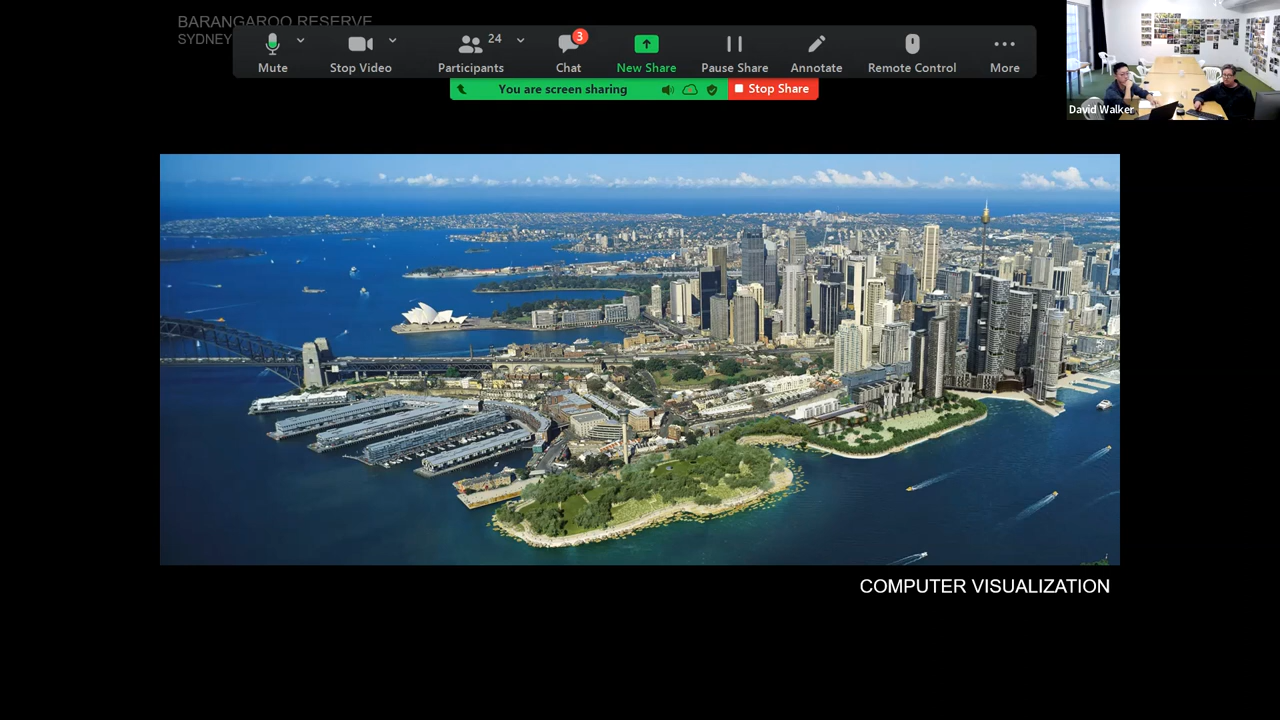 BARANGAROO RESERVE
SYDNEY
24
3
Mute
Stop Video
Participants
Chat
New Share
Pause Share
Annotate
Remote Control
More
You are screen sharing
Stop Share
David Walker
COMPUTER VISUALIZATION